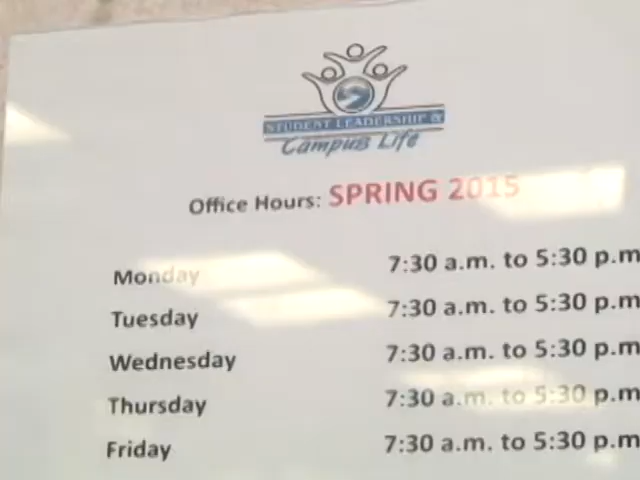 STUDENT LEADERSHIP &
Campus Life
Office Hours: SPRING 2015
Monday 7:30 a.m. to 5:30 p.m
Tuesday 7:30 a.m. to 5:30 p.m
Wednesday 7:30 a.m. to 5:30 p.m
Thursday 7:30 a.m. to 5:30 p.m
Friday 7:30 a.m. to 5:30 p.m